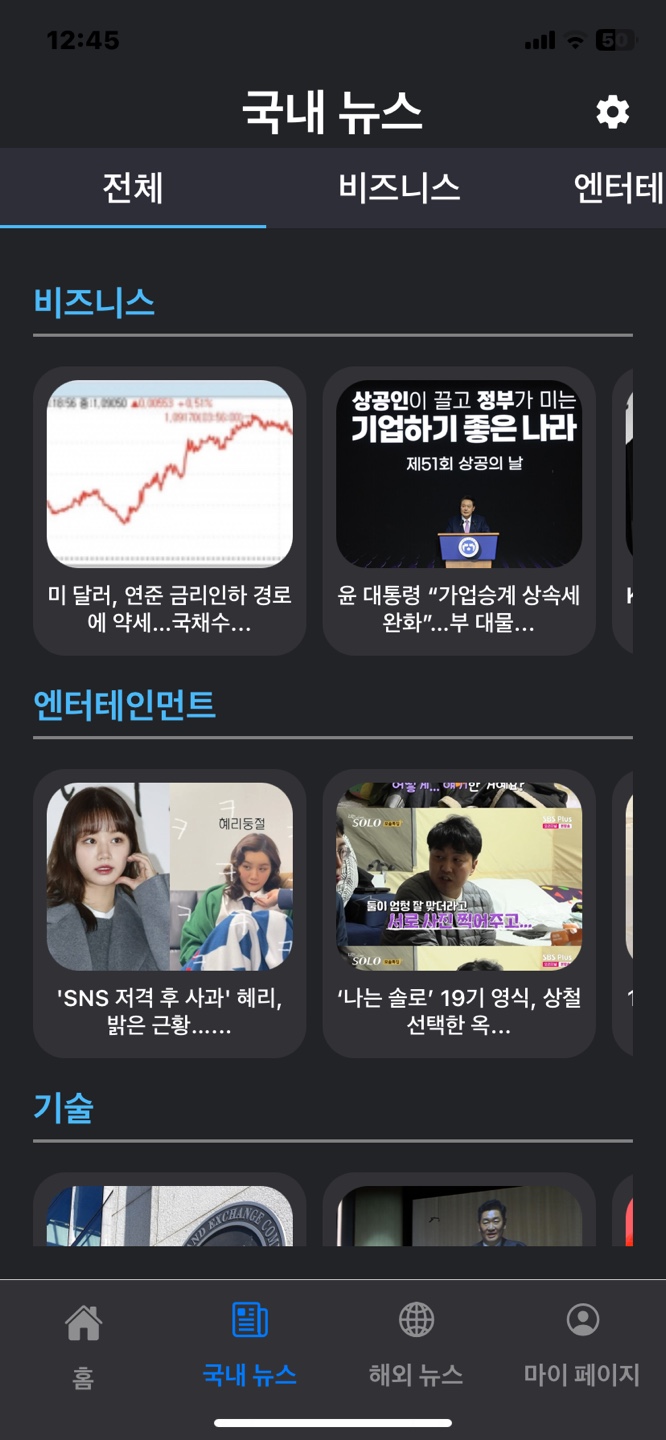 12:45
50
국내 뉴스
전체
비즈니스
엔터테
비즈니스
:18:56 종:1.09050 ▲0.00553 +0.51%
1.09170(03:50:00)
상공인이 끌고 정부가 미는
기업하기 좋은 나라
제51회 상공의 날
미 달러, 연준 금리인하 경로
에 약세...국채수...
윤 대통령 “가업승계 상속세
완화”...부 대물...
엔터테인먼트
혜리둥절
ㅋ
ㅋ
ㅋ
ㅋ
SOLO
SBS Plus
둘이 엄청 잘 맞더라고
서로 사진 찍어주고...
SOLO
SBS Plus
'SNS 저격 후 사과' 혜리,
밝은 근황......
‘나는 솔로’ 19기 영식, 상철
선택한 옥...
기술
AND EXCHANGE COM
홈
국내 뉴스
해외 뉴스
마이 페이지